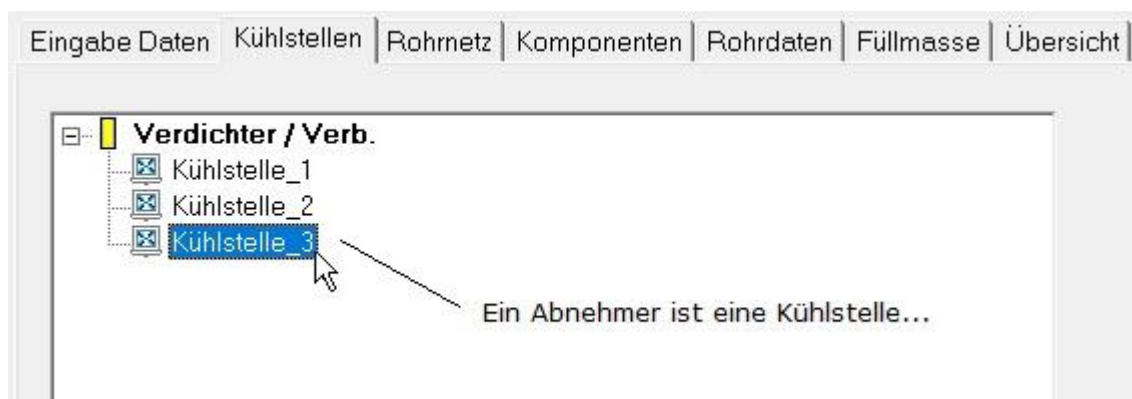 Eingabe Daten Kühlstellen Rohrnetz Komponenten Rohrdaten Füllmasse Übersicht
Verdichter / Verb.
Kühlstelle_1
Kühlstelle_2
Kühlstelle_3
Ein Abnehmer ist eine Kühlstelle...